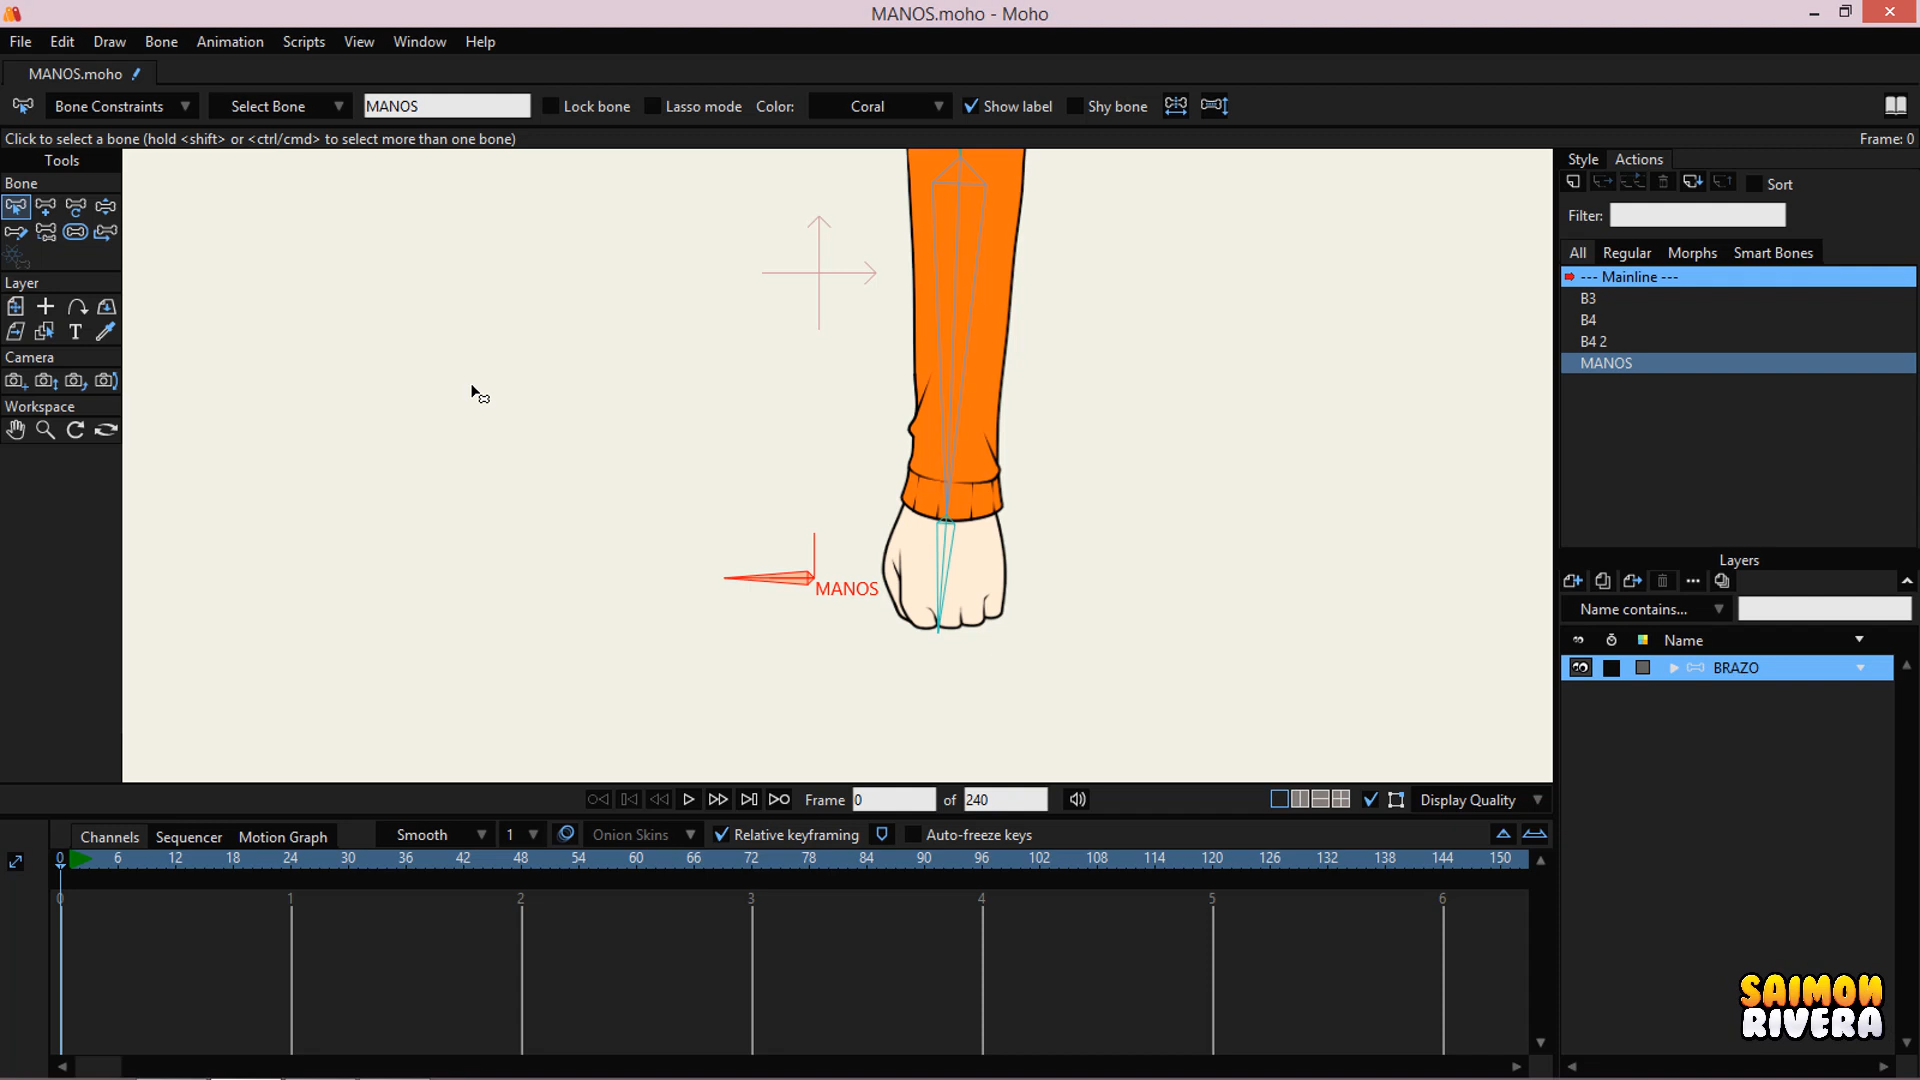 MANOS.moho - Moho
File Edit Draw Bone Animation Scripts View Window Help
MANOS.moho
Bone Constraints Select Bone MANOS Lock bone Lasso mode Color: Coral Show label Shy bone
Click to select a bone (hold <shift> or <ctrl/cmd> to select more than one bone) Frame: 0
Tools Style Actions
Bone
Sort
Filter:
All Regular Morphs Smart Bones
--- Mainline ---
B3
B4
B4 2
MANOS
Layer
T
Camera
Workspace
MANOS
Layers
Name contains...
Name
BRAZO
Frame 0 of 240 Display Quality
Channels Sequencer Motion Graph Smooth 1 Onion Skins Relative keyframing Auto-freeze keys
0 6 12 18 24 30 36 42 48 54 60 66 72 78 84 90 96 102 108 114 120 126 132 138 144 150
0 1 2 3 4 5 6
SAIMON
RIVERA